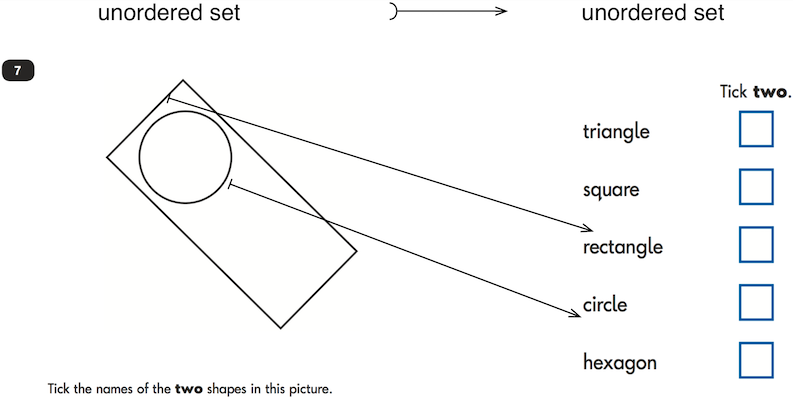 unordered set unordered set
7
Tick two.
triangle
square
rectangle
circle
hexagon
Tick the names of the two shapes in this picture.